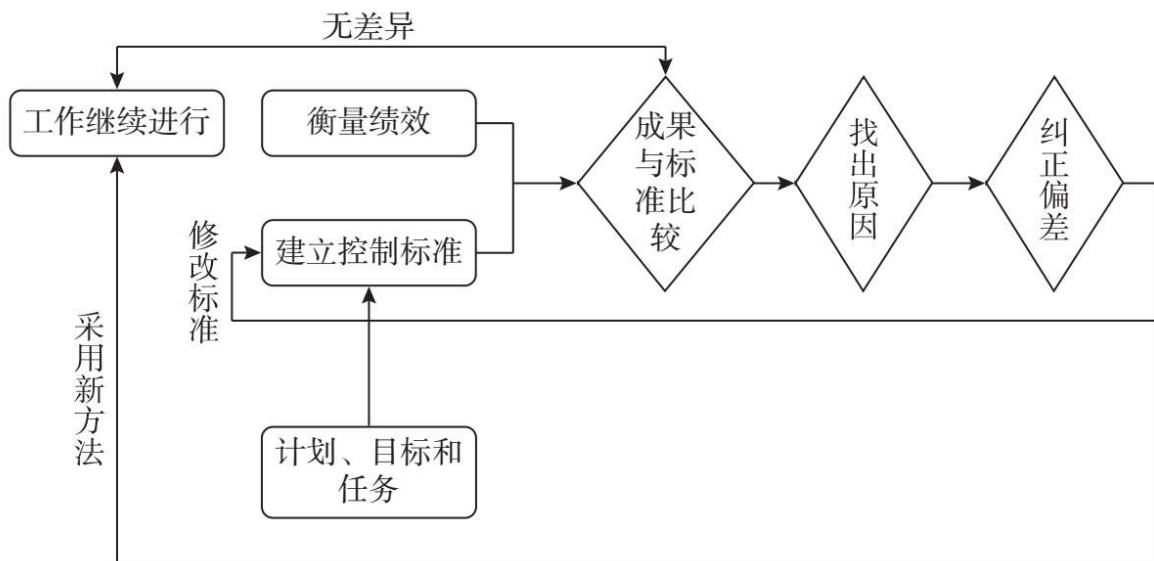 无差异
工作继续进行
衡量绩效
成果
与标
准比
较
找出原因
纠正偏差
修改标准
建立控制标准
采用新方法
计划、目标和
任务